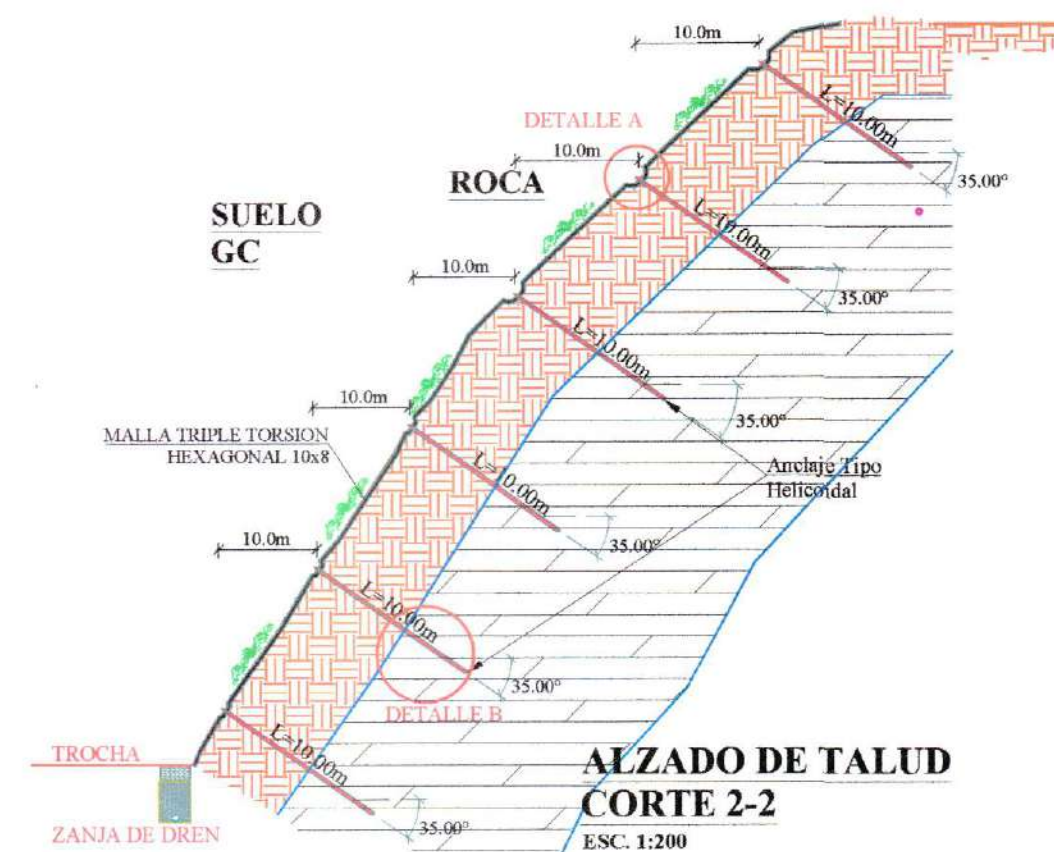 10.0m
L=10.00m
35.00°
DETALLE A
10.0m
ROCA
L=10.00m
35.00°
SUELO
GC
10.0m
L=10.00m
35.00°
10.0m
MALLA TRIPLE TORSION
HEXAGONAL 10x8
L=10.00m
35.00°
Anclaje Tipo
Helicoidal
10.0m
L=10.00m
35.00°
DETALLE B
L=10.00m
35.00°
TROCHA
ZANJA DE DREN
ALZADO DE TALUD
CORTE 2-2
ESC. 1:200